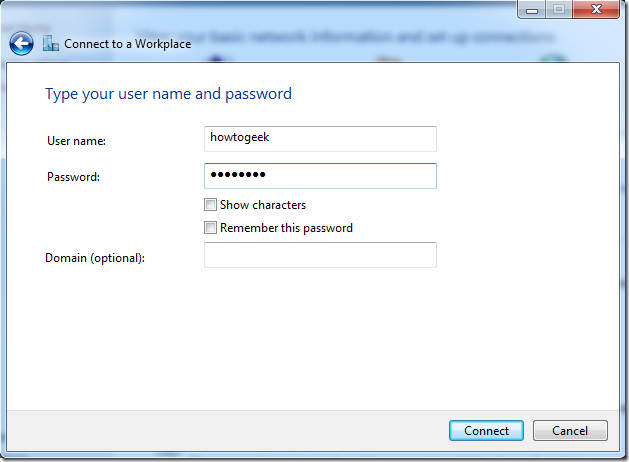 Connect to a Workplace
Type your user name and password
User name:
howtogeek
Password:
●●●●●●●●
Show characters
Remember this password
Domain (optional):
Connect
Cancel